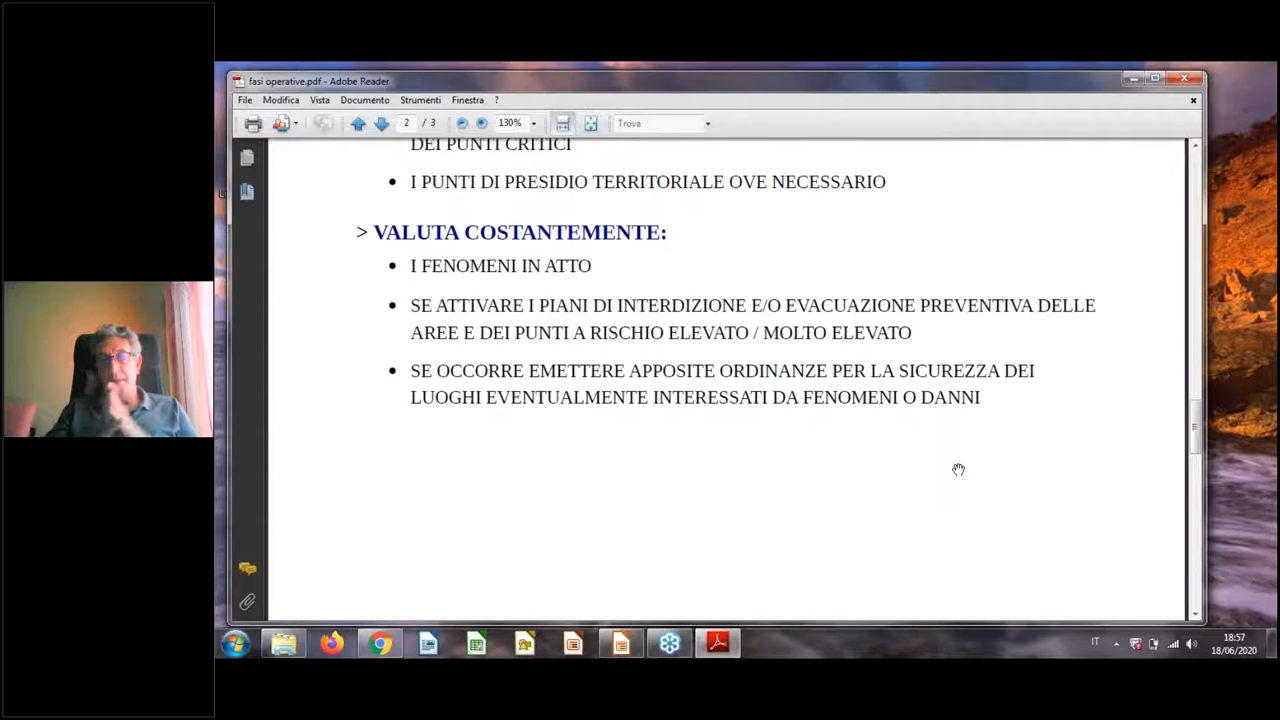 fasi operative.pdf - Adobe Reader
File Modifica Vista Documento Strumenti Finestra ?
2 / 3 130% Trova
DEI PUNTI CRITICI
• I PUNTI DI PRESIDIO TERRITORIALE OVE NECESSARIO
> VALUTA COSTANTEMENTE:
• I FENOMENI IN ATTO
• SE ATTIVARE I PIANI DI INTERDIZIONE E/O EVACUAZIONE PREVENTIVA DELLE
AREE E DEI PUNTI A RISCHIO ELEVATO / MOLTO ELEVATO
• SE OCCORRE EMETTERE APPOSITE ORDINANZE PER LA SICUREZZA DEI
LUOGHI EVENTUALMENTE INTERESSATI DA FENOMENI O DANNI
IT
18:57
18/06/2020